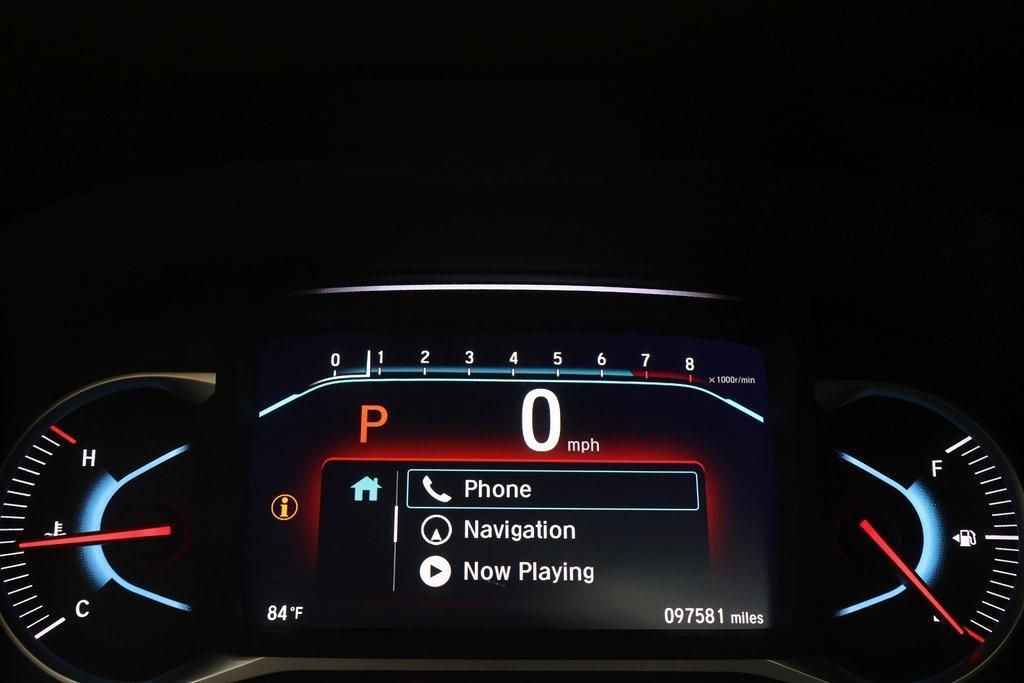 0 1 2 3 4 5 6 7 8
×1000r/min
P 0 mph
H
F
Phone
Navigation
Now Playing
C
84°F
097581 miles